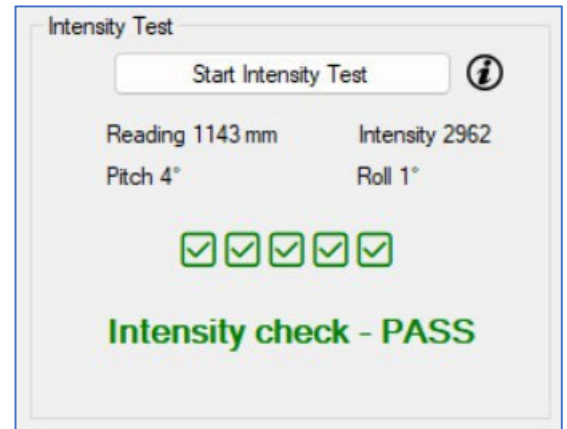 Intensity Test
Start Intensity Test
Reading 1143 mm Intensity 2962
Pitch 4° Roll 1°
Intensity check - PASS